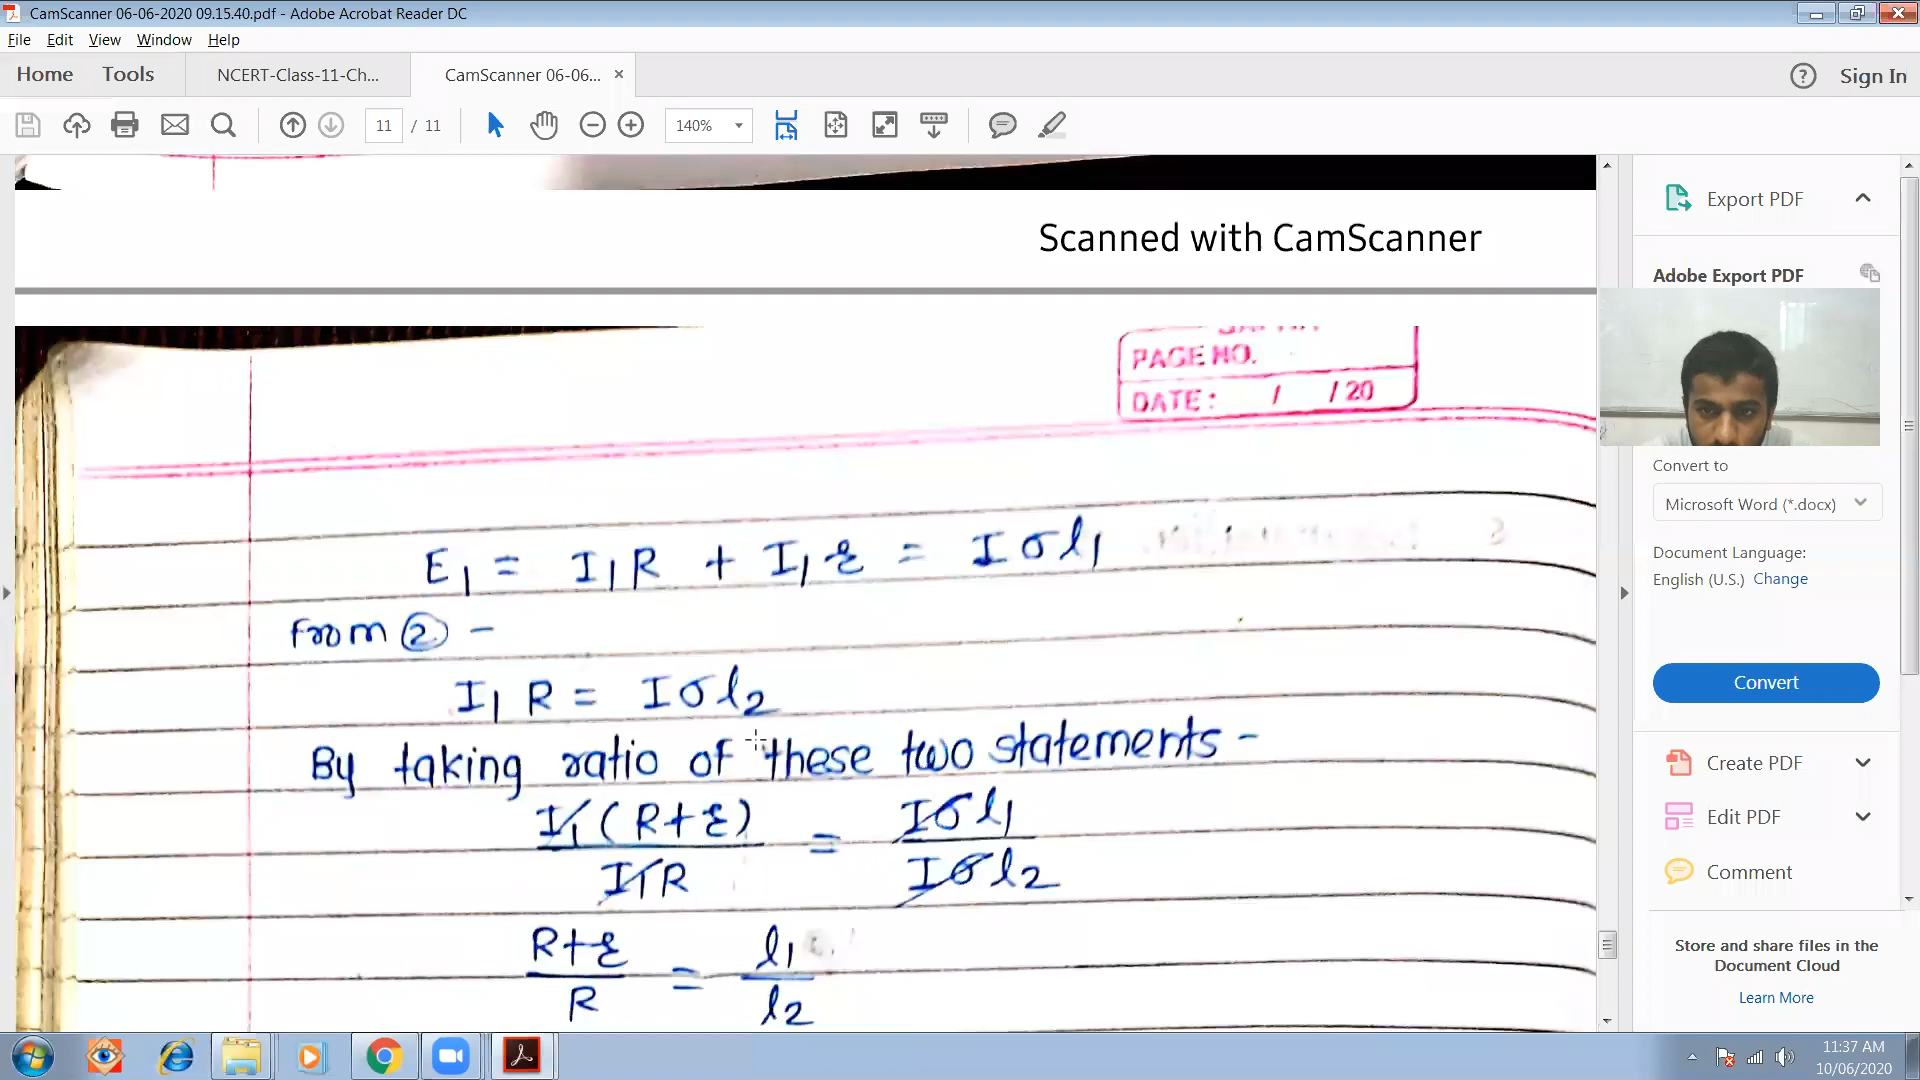 CamScanner 06-06-2020 09.15.40.pdf - Adobe Acrobat Reader DC
File Edit View Window Help
Home Tools NCERT-Class-11-Ch... CamScanner 06-06... × ? Sign In
11 / 11 140%
Scanned with CamScanner
PAGE NO.
DATE: / /20
E₁ = I₁R + I₁r = Iσl₁
From ② -
I₁R = Iσl₂
By taking ratio of these two statements -
I₁(R+r) / I₁R = Iσl₁ / Iσl₂
R+r / R = l₁ / l₂
Export PDF
Adobe Export PDF
Convert to
Microsoft Word (*.docx)
Document Language:
English (U.S.) Change
Convert
Create PDF
Edit PDF
Comment
Store and share files in the
Document Cloud
Learn More
11:37 AM
10/06/2020